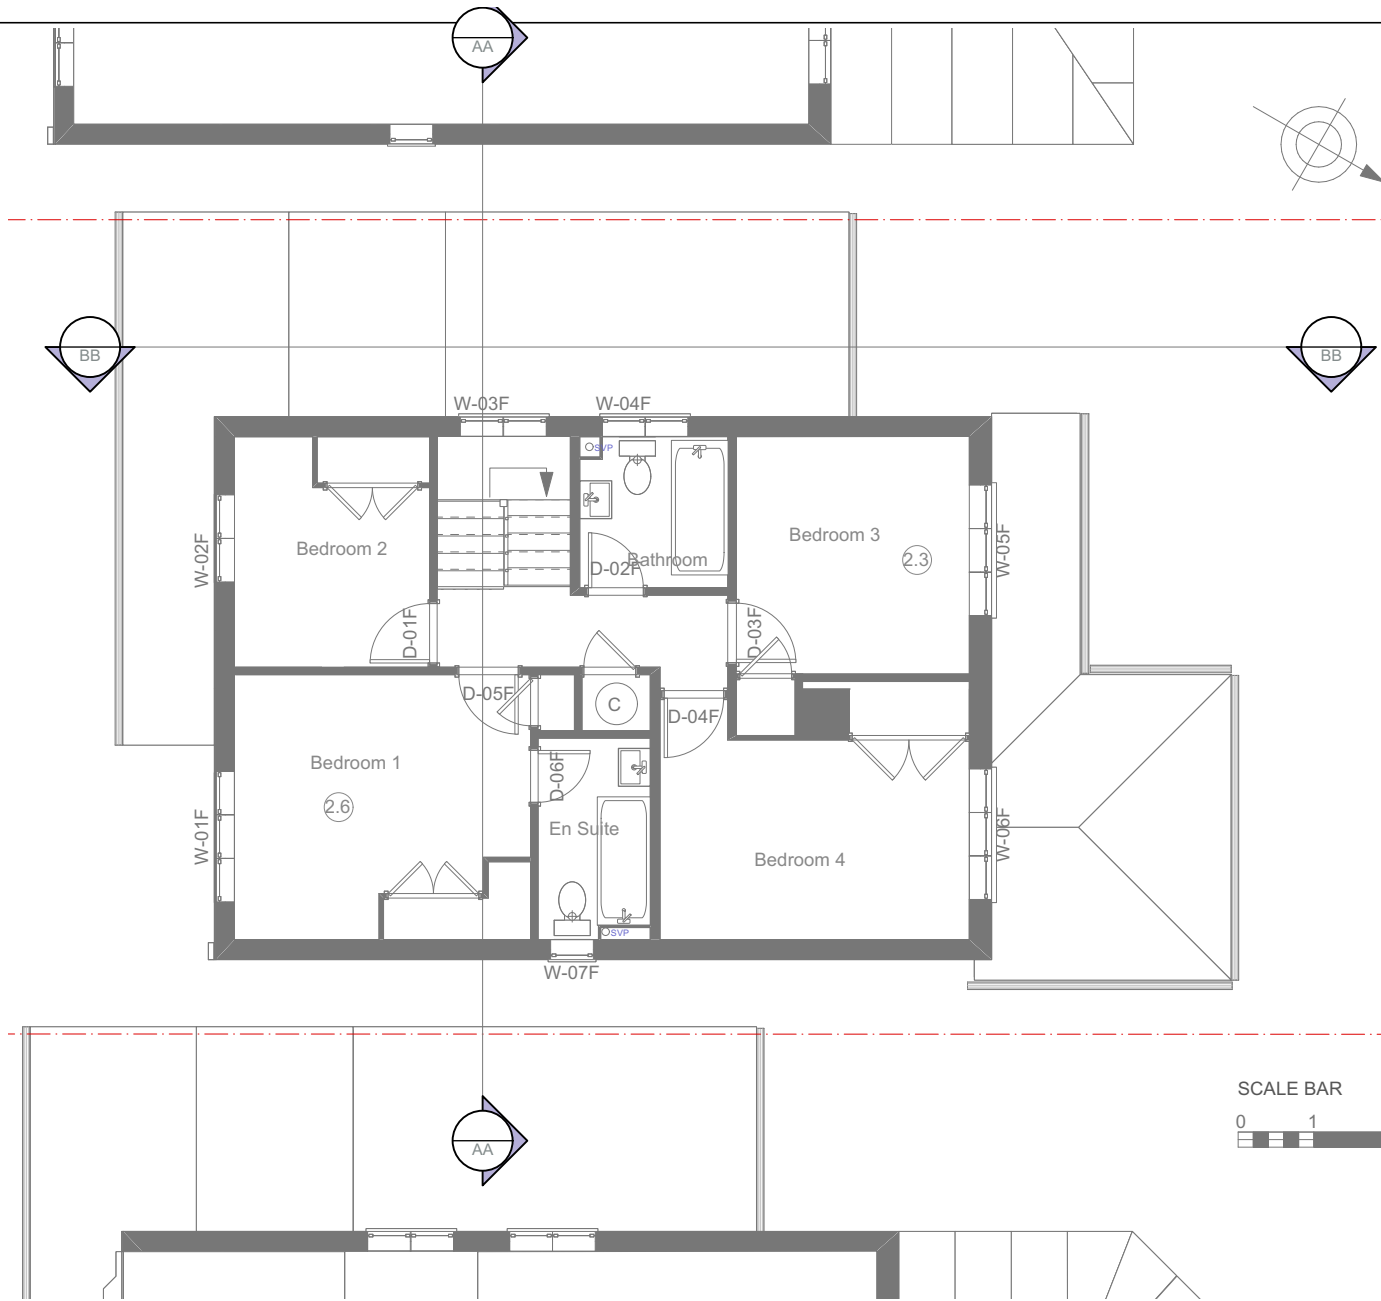 AA
BB
BB
W-03F
W-04F
SVP
Bedroom 2
Bedroom 3
2.3
W-02F
W-05F
Bathroom
D-02F
D-01F
D-03F
D-05F
C
D-04F
Bedroom 1
2.6
D-06F
W-01F
En Suite
W-06F
Bedroom 4
SVP
W-07F
SCALE BAR
0 1
AA